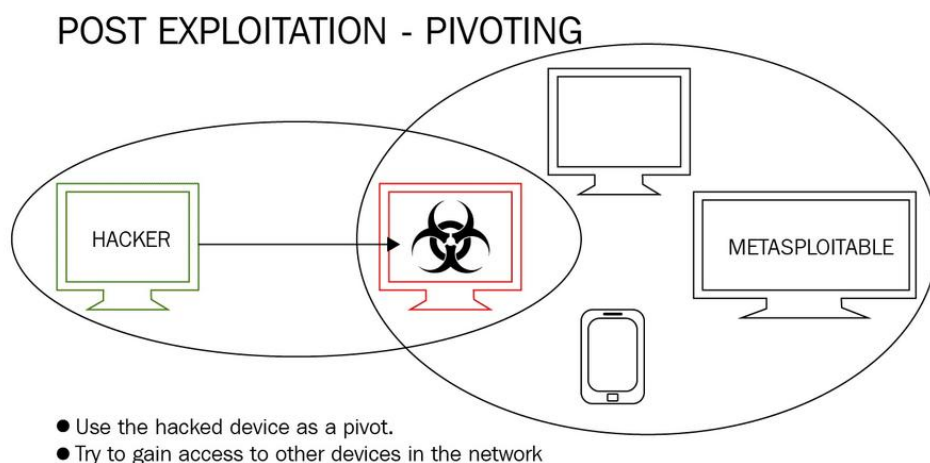 POST EXPLOITATION - PIVOTING
HACKER
METASPLOITABLE
● Use the hacked device as a pivot.
● Try to gain access to other devices in the network